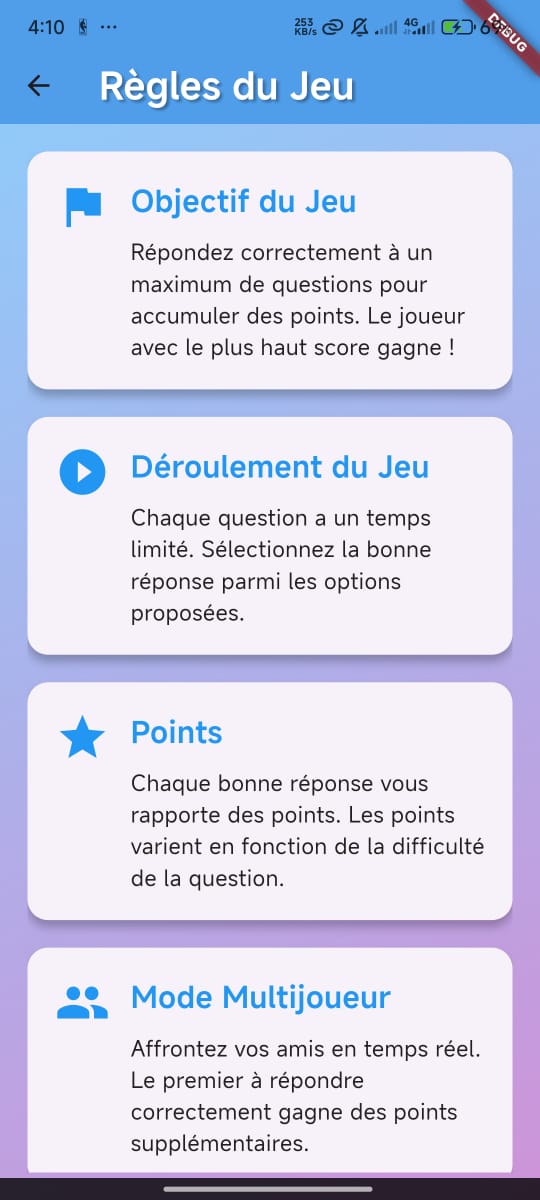 4:10
253
KB/s
4G
DEBUG
Règles du Jeu
Objectif du Jeu
Répondez correctement à un
maximum de questions pour
accumuler des points. Le joueur
avec le plus haut score gagne !
Déroulement du Jeu
Chaque question a un temps
limité. Sélectionnez la bonne
réponse parmi les options
proposées.
Points
Chaque bonne réponse vous
rapporte des points. Les points
varient en fonction de la difficulté
de la question.
Mode Multijoueur
Affrontez vos amis en temps réel.
Le premier à répondre
correctement gagne des points
supplémentaires.